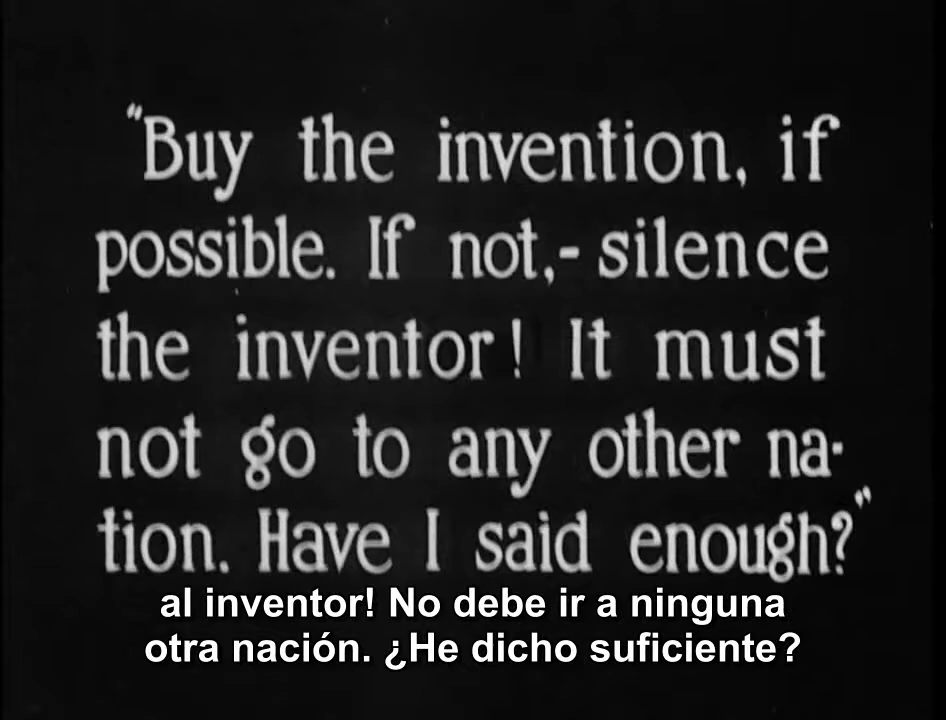 "Buy the invention, if
possible. If not,- silence
the inventor! It must
not go to any other na-
tion. Have I said enough?"
al inventor! No debe ir a ninguna
otra nación. ¿He dicho suficiente?